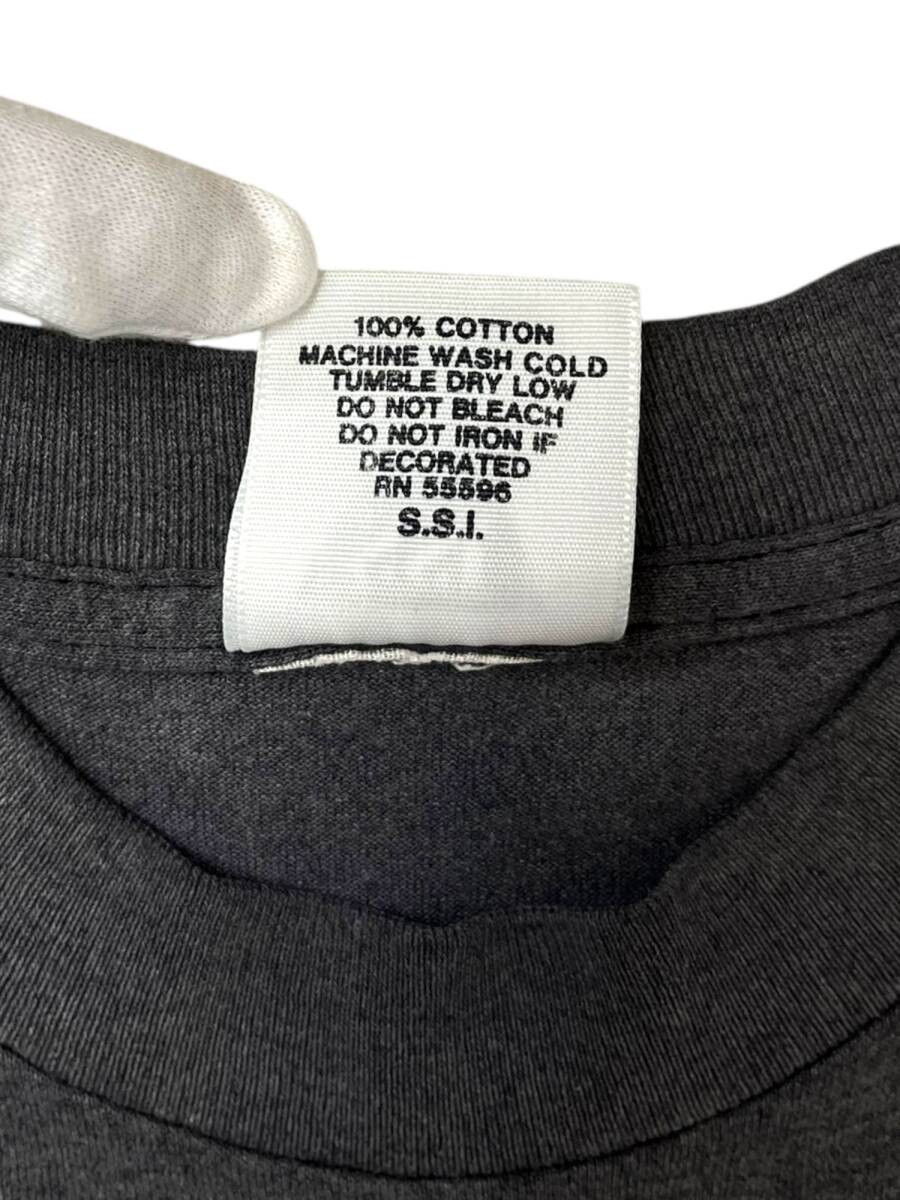 100% COTTON
MACHINE WASH COLD
TUMBLE DRY LOW
DO NOT BLEACH
DO NOT IRON IF
DECORATED
RN 55596
S.S.I.